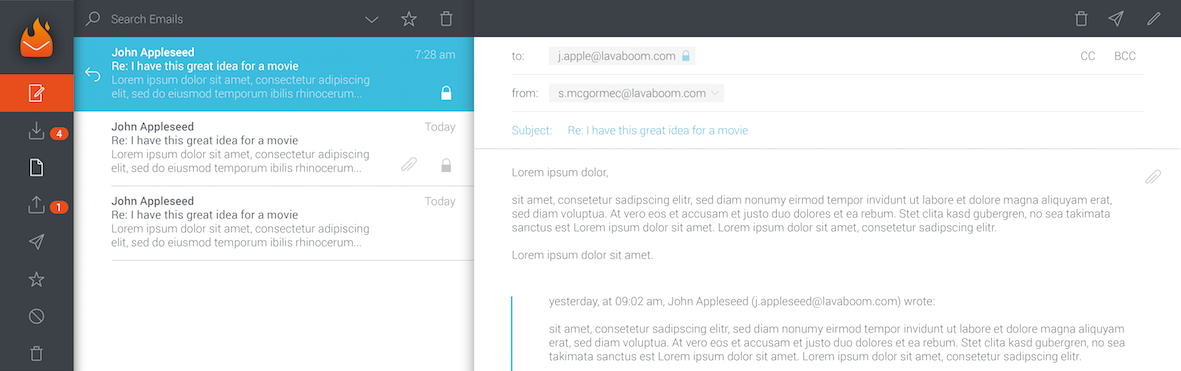 Search Emails
4
1
John Appleseed 7:28 am
Re: I have this great idea for a movie
Lorem ipsum dolor sit amet, consectetur adipiscing
elit, sed do eiusmod temporum ibilis rhinocerum...
John Appleseed Today
Re: I have this great idea for a movie
Lorem ipsum dolor sit amet, consectetur adipiscing
elit, sed do eiusmod temporum ibilis rhinocerum...
John Appleseed Today
Re: I have this great idea for a movie
Lorem ipsum dolor sit amet, consectetur adipiscing
elit, sed do eiusmod temporum ibilis rhinocerum...
to: j.apple@lavaboom.com CC BCC
from: s.mcgormec@lavaboom.com
Subject: Re: I have this great idea for a movie
Lorem ipsum dolor,
sit amet, consetetur sadipscing elitr, sed diam nonumy eirmod tempor invidunt ut labore et dolore magna aliquyam erat,
sed diam voluptua. At vero eos et accusam et justo duo dolores et ea rebum. Stet clita kasd gubergren, no sea takimata
sanctus est Lorem ipsum dolor sit amet. Lorem ipsum dolor sit amet, consetetur sadipscing elitr.
Lorem ipsum dolor sit amet.
yesterday, at 09:02 am, John Appleseed (j.appleseed@lavaboom.com) wrote:
sit amet, consetetur sadipscing elitr, sed diam nonumy eirmod tempor invidunt ut labore et dolore magna aliquyam
erat, sed diam voluptua. At vero eos et accusam et justo duo dolores et ea rebum. Stet clita kasd gubergren, no sea
takimata sanctus est Lorem ipsum dolor sit amet. Lorem ipsum dolor sit amet, consetetur sadipscing elitr.